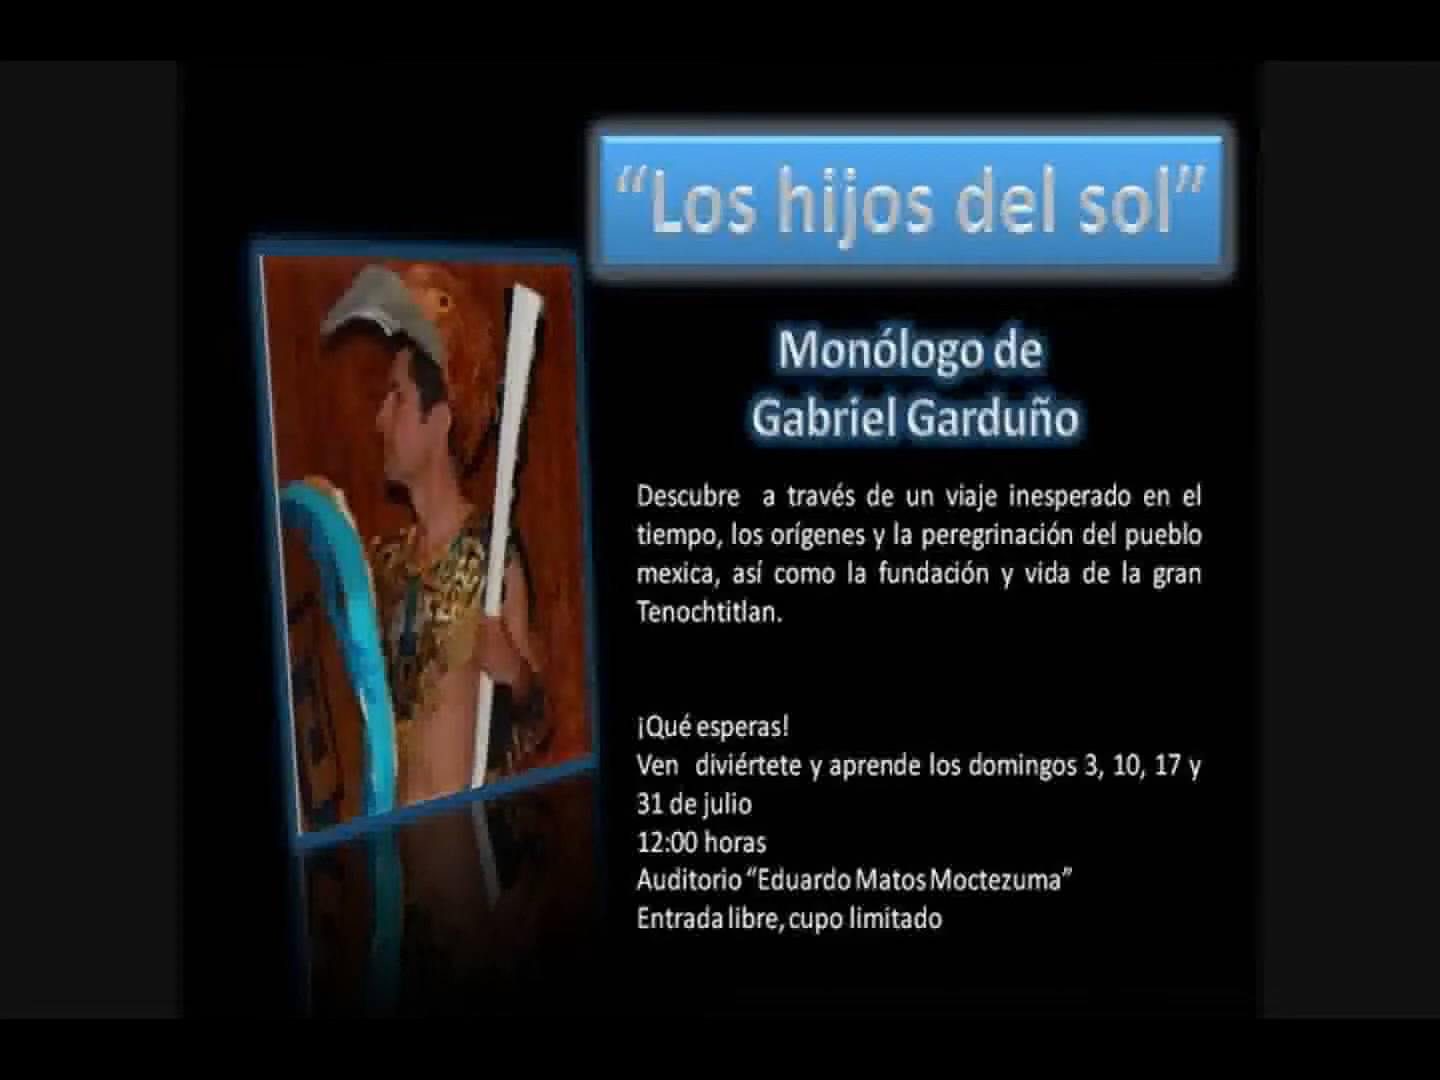 “Los hijos del sol”
Monólogo de
Gabriel Garduño
Descubre a través de un viaje inesperado en el
tiempo, los orígenes y la peregrinación del pueblo
mexica, así como la fundación y vida de la gran
Tenochtitlan.
¡Qué esperas!
Ven diviértete y aprende los domingos 3, 10, 17 y
31 de julio
12:00 horas
Auditorio “Eduardo Matos Moctezuma”
Entrada libre, cupo limitado